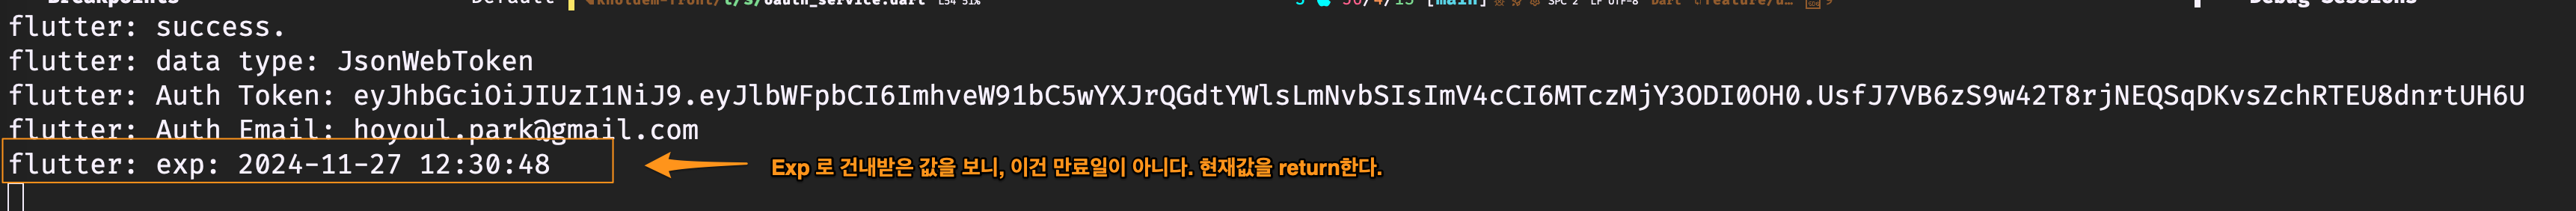 flutter: success.
flutter: data type: JsonWebToken
flutter: Auth Token: eyJhbGciOiJIUzI1NiJ9.eyJlbWFpbCI6ImhveW91bC5wYXJrQGdtYWlsLmNvbSIsImV4cCI6MTczMjY3ODI0OH0.UsfJ7VB6zS9w42T8rjNEQSqDKvsZchRTEU8dnrtUH6U
flutter: Auth Email: hoyoul.park@gmail.com
flutter: exp: 2024-11-27 12:30:48
Exp 로 건내받은 값을 보니, 이건 만료일이 아니다. 현재값을 return한다.